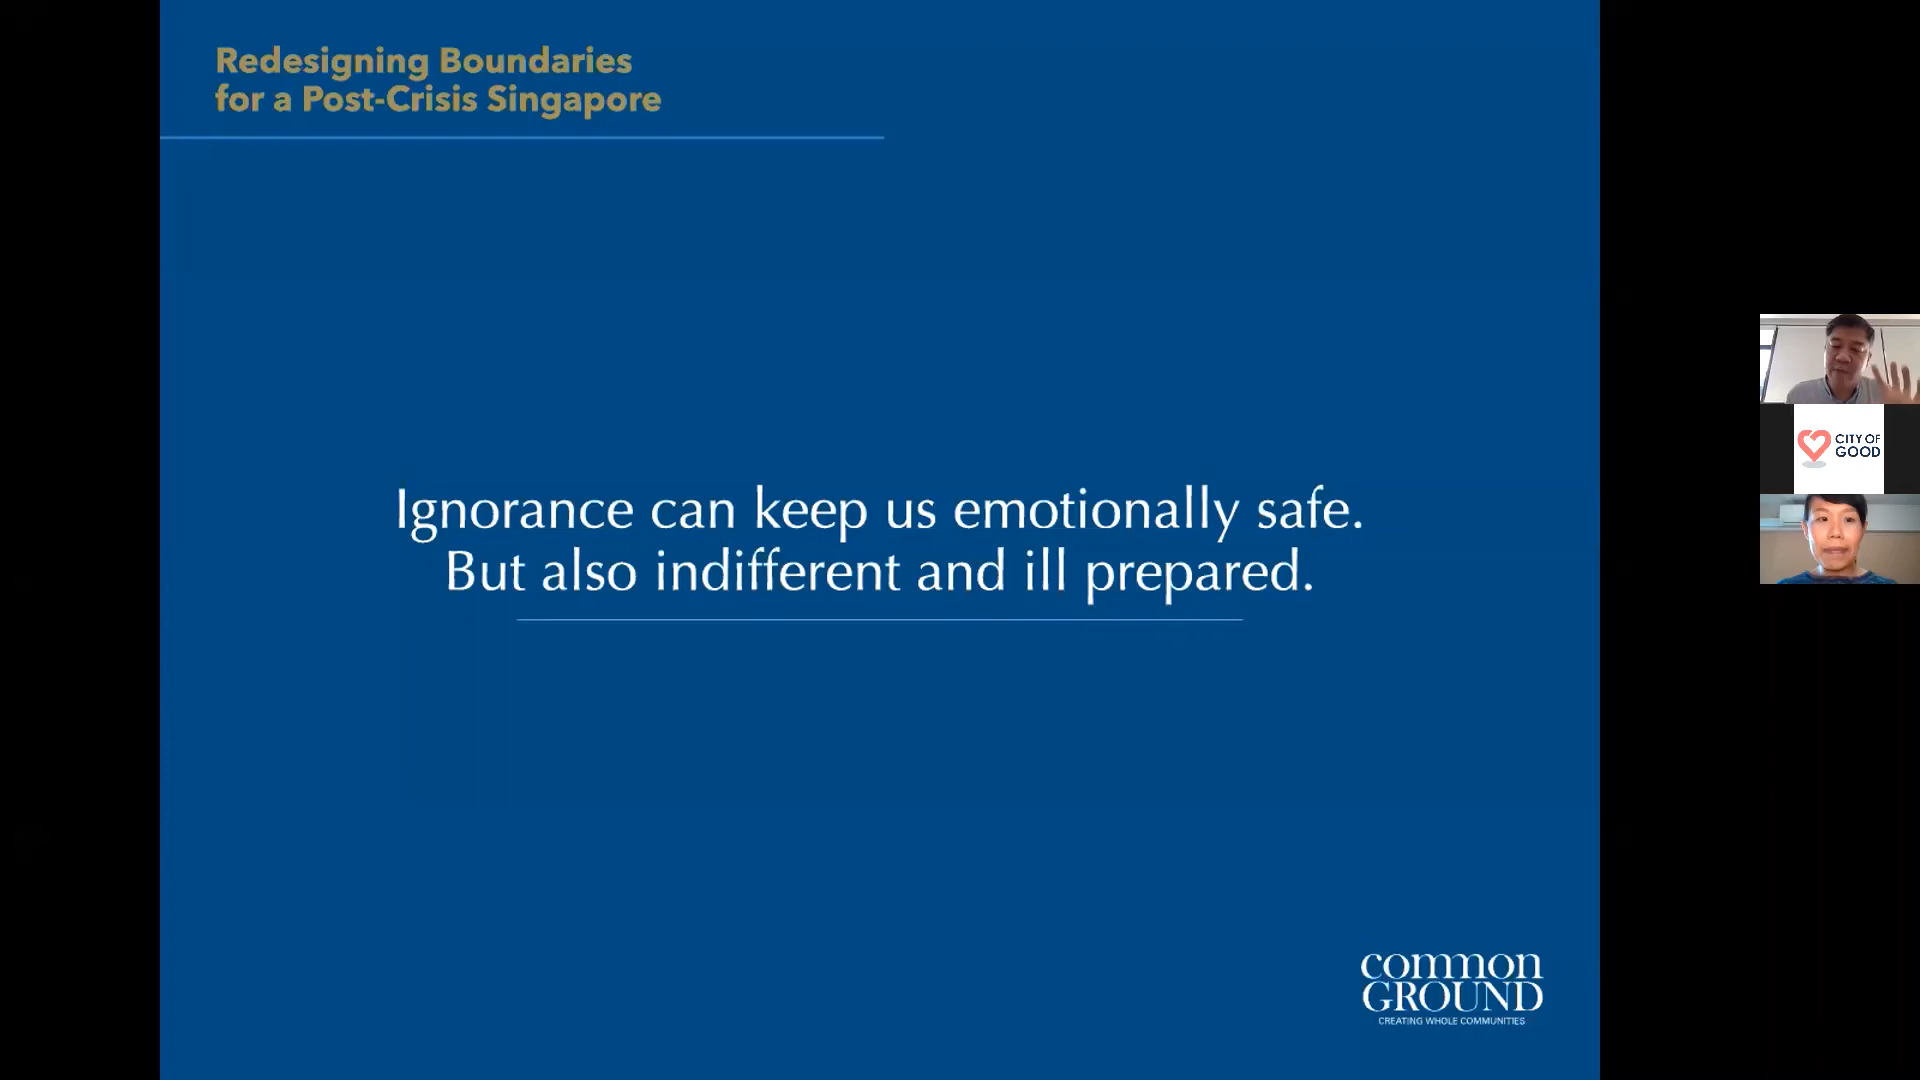 Redesigning Boundaries
for a Post-Crisis Singapore
Ignorance can keep us emotionally safe.
But also indifferent and ill prepared.
common
GROUND
CREATING WHOLE COMMUNITIES
CITY OF
GOOD